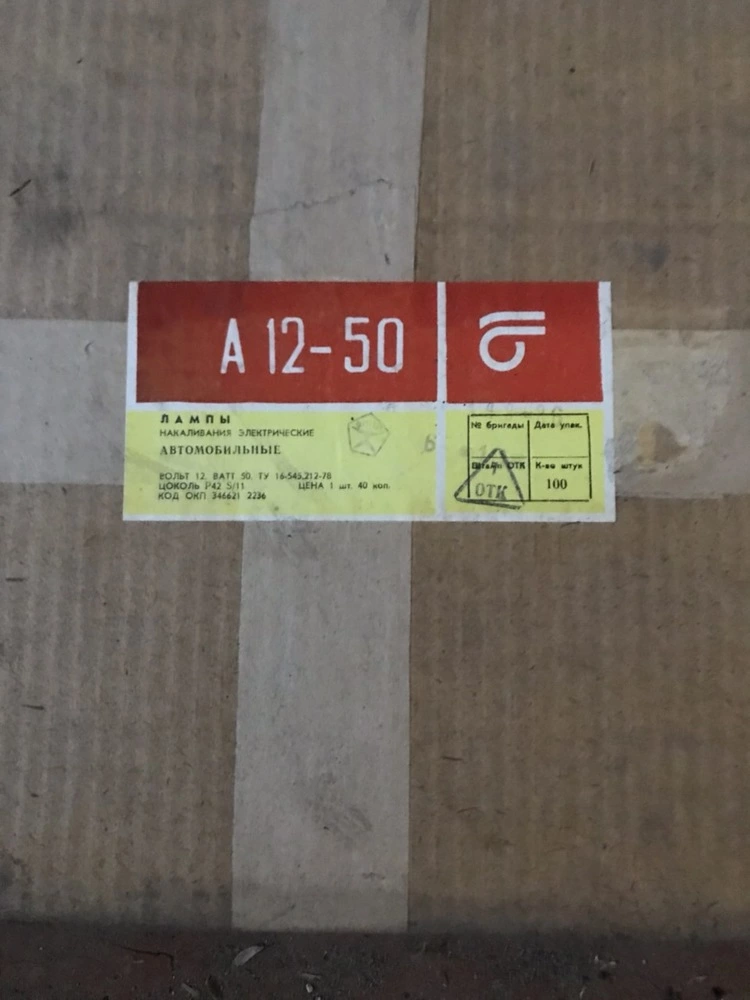 А 12-50
ЛАМПЫ
НАКАЛИВАНИЯ ЭЛЕКТРИЧЕСКИЕ
АВТОМОБИЛЬНЫЕ
ВОЛЬТ 12. ВАТТ 50. ТУ 16-545.212-78
ЦОКОЛЬ P42 S/11 ЦЕНА 1 шт. 40 коп.
КОД ОКП 346621 2236
№ бригады Дата упак.
Штамп ОТК К-во штук
100
ОТК